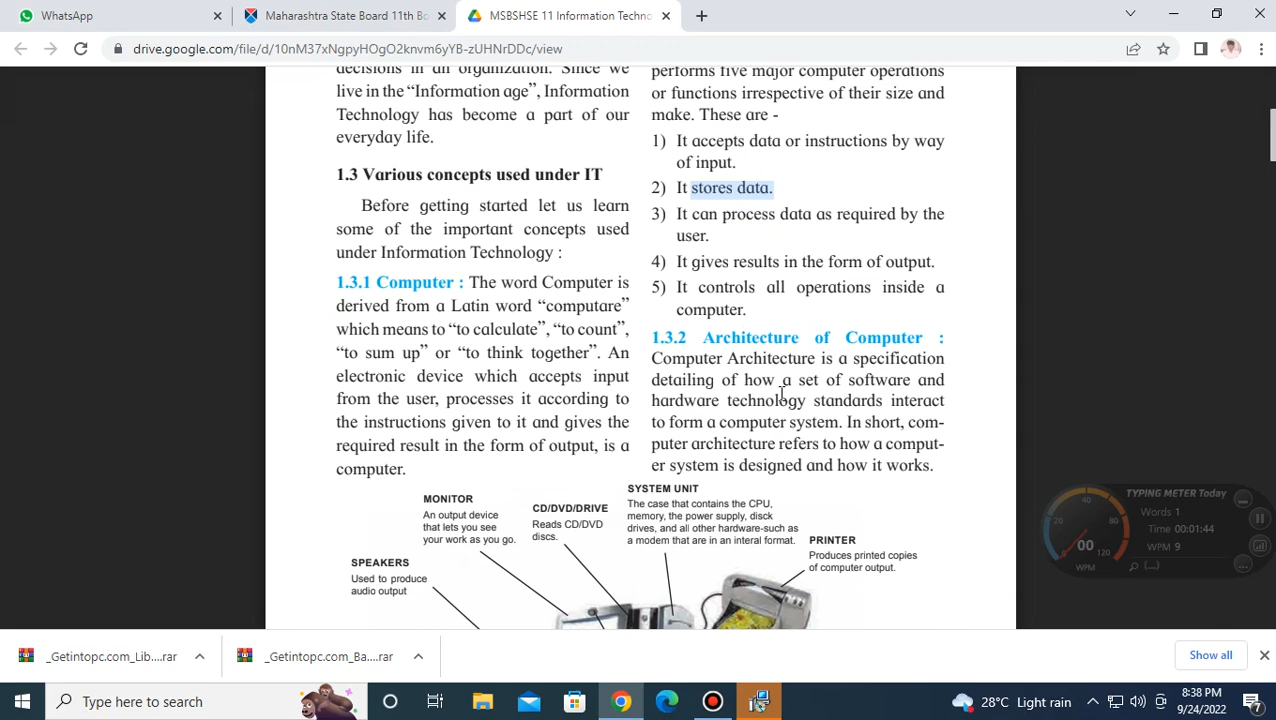 WhatsApp
Maharashtra State Board 11th Bo
MSBSHSE 11 Information Techno
drive.google.com/file/d/10nM37xNgpyHOgO2knvm6yYB-zUHNrDDc/view
decisions in an organization. Since we
live in the “Information age”, Information
Technology has become a part of our
everyday life.
1.3 Various concepts used under IT
Before getting started let us learn
some of the important concepts used
under Information Technology :
1.3.1 Computer : The word Computer is
derived from a Latin word “computare”
which means to “to calculate”, “to count”,
“to sum up” or “to think together”. An
electronic device which accepts input
from the user, processes it according to
the instructions given to it and gives the
required result in the form of output, is a
computer.
performs five major computer operations
or functions irrespective of their size and
make. These are -
1) It accepts data or instructions by way
of input.
2) It stores data.
3) It can process data as required by the
user.
4) It gives results in the form of output.
5) It controls all operations inside a
computer.
1.3.2 Architecture of Computer :
Computer Architecture is a specification
detailing of how a set of software and
hardware technology standards interact
to form a computer system. In short, com-
puter architecture refers to how a comput-
er system is designed and how it works.
MONITOR
An output device
that lets you see
your work as you go.
CD/DVD/DRIVE
Reads CD/DVD
discs.
SYSTEM UNIT
The case that contains the CPU,
memory, the power supply, disck
drives, and all other hardware-such as
a modem that are in an interal format.
PRINTER
Produces printed copies
of computer output.
SPEAKERS
Used to produce
audio output
TYPING METER Today
Words 1
Time 00:01:44
WPM 9
20
40
80
120
00
WPM
(...)
_Getintopc.com_Lib....rar
_Getintopc.com_Ba....rar
Show all
Type here to search
28°C Light rain
8:38 PM
9/24/2022
7